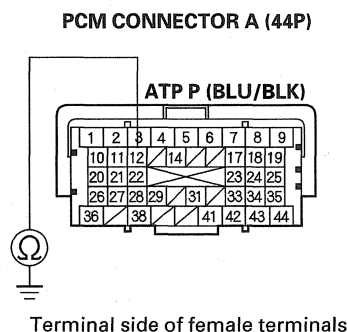 PCM CONNECTOR A (44P)
ATP P (BLU/BLK)
1 2 3 4 5 6 7 8 9
10 11 12 14 17 18 19
20 21 22 23 24 25
26 27 28 29 31 33 34 35
36 38 41 42 43 44
Ω
Terminal side of female terminals